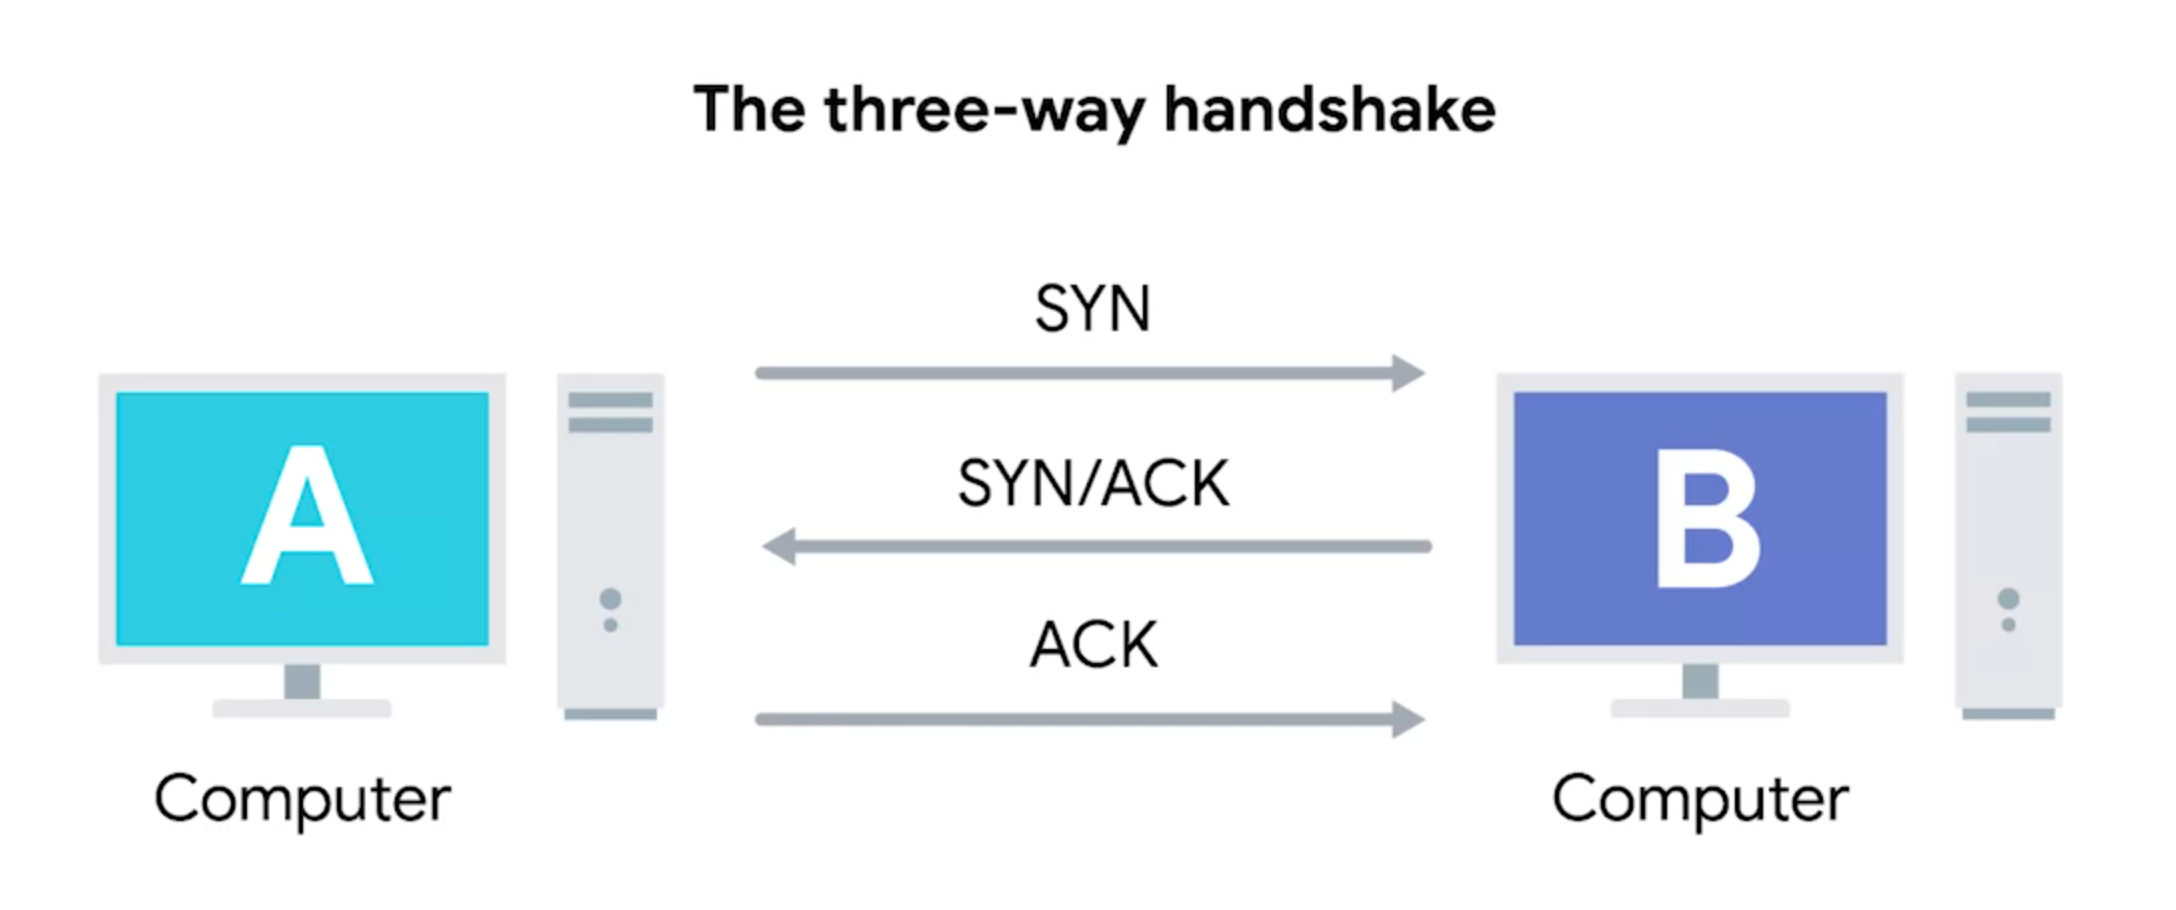 The three-way handshake
SYN
A
SYN/ACK
B
ACK
Computer
Computer